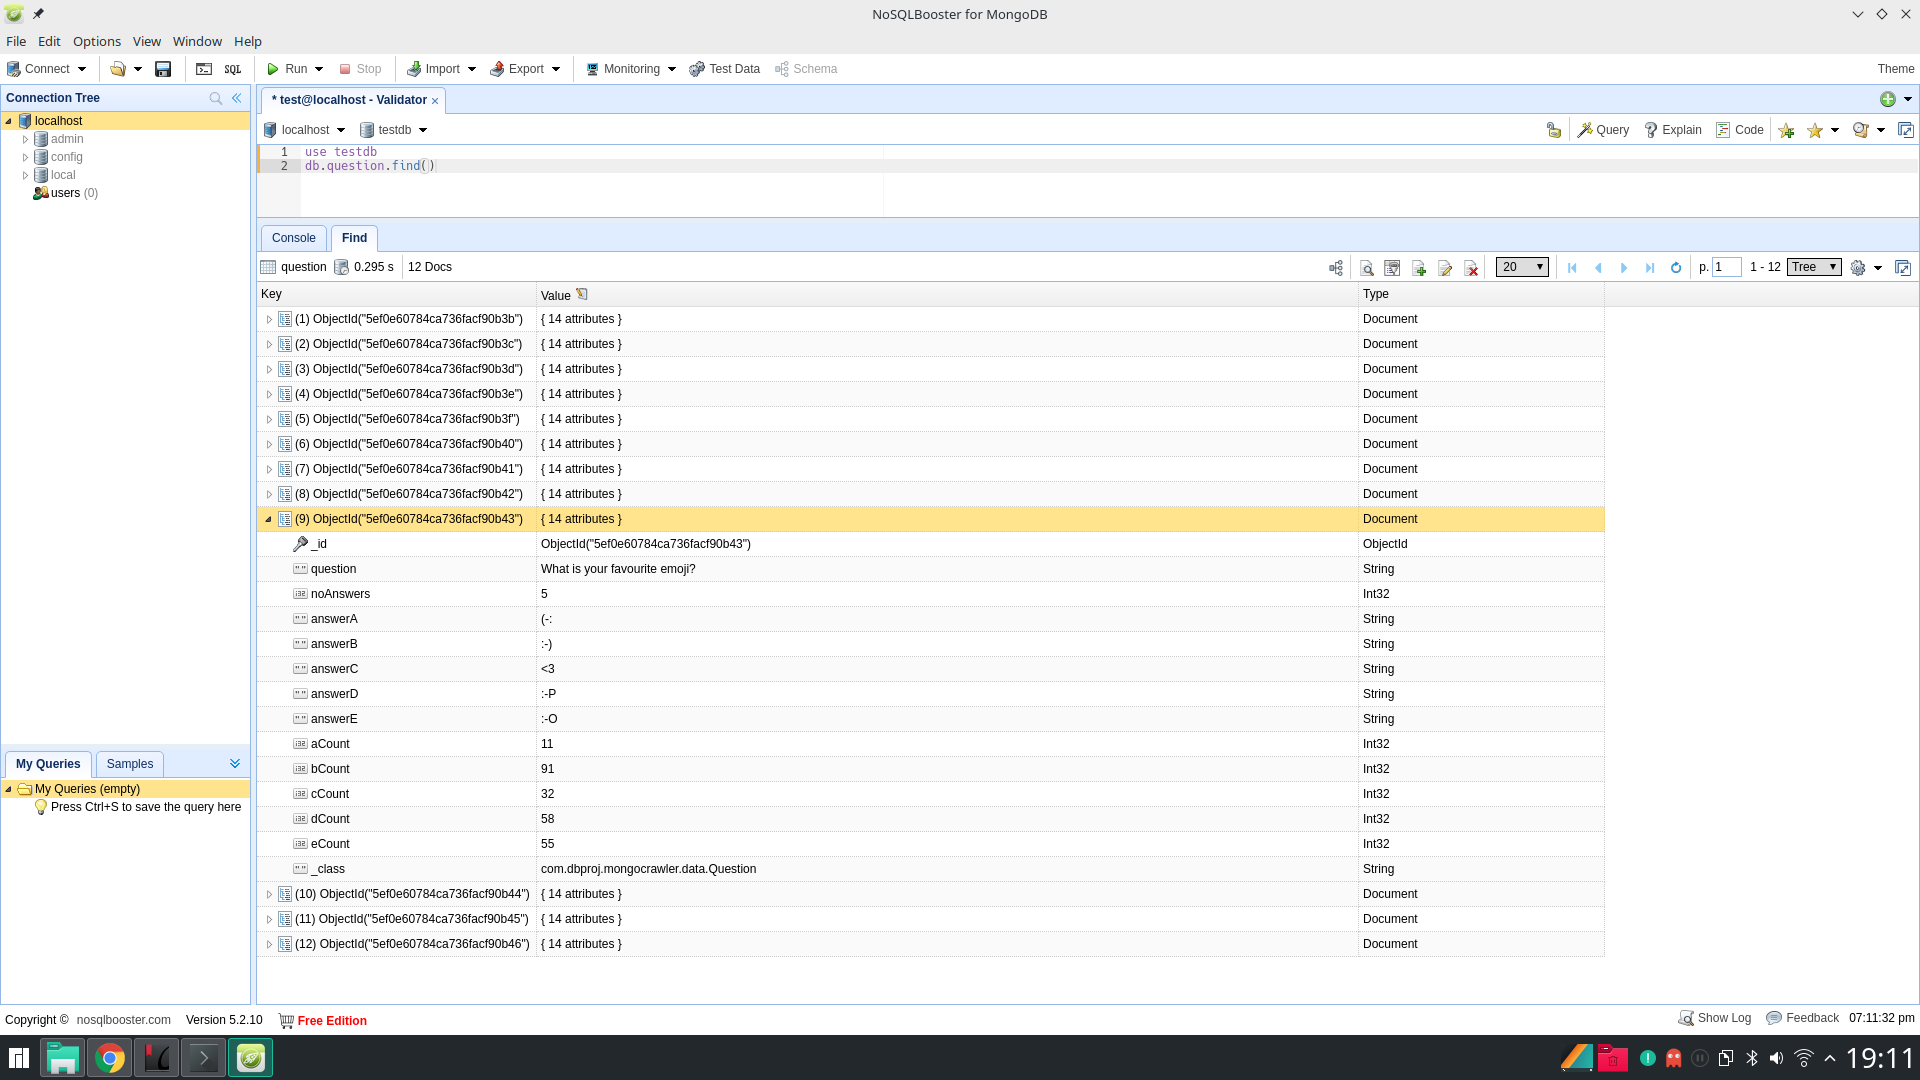 NoSQLBooster for MongoDB
File Edit Options View Window Help
Connect SQL Run Stop Import Export Monitoring Test Data Schema Theme
Connection Tree
localhost
admin
config
local
users (0)
* test@localhost - Validator ×
localhost testdb Query Explain Code
1 use testdb
2 db.question.find()
Console Find
question 0.295 s 12 Docs 20 p. 1 1 - 12 Tree
Key Value Type
(1) ObjectId("5ef0e60784ca736facf90b3b") { 14 attributes } Document
(2) ObjectId("5ef0e60784ca736facf90b3c") { 14 attributes } Document
(3) ObjectId("5ef0e60784ca736facf90b3d") { 14 attributes } Document
(4) ObjectId("5ef0e60784ca736facf90b3e") { 14 attributes } Document
(5) ObjectId("5ef0e60784ca736facf90b3f") { 14 attributes } Document
(6) ObjectId("5ef0e60784ca736facf90b40") { 14 attributes } Document
(7) ObjectId("5ef0e60784ca736facf90b41") { 14 attributes } Document
(8) ObjectId("5ef0e60784ca736facf90b42") { 14 attributes } Document
(9) ObjectId("5ef0e60784ca736facf90b43") { 14 attributes } Document
_id ObjectId("5ef0e60784ca736facf90b43") ObjectId
question What is your favourite emoji? String
noAnswers 5 Int32
answerA (-: String
answerB :-) String
answerC <3 String
answerD :-P String
answerE :-O String
aCount 11 Int32
bCount 91 Int32
cCount 32 Int32
dCount 58 Int32
eCount 55 Int32
_class com.dbproj.mongocrawler.data.Question String
(10) ObjectId("5ef0e60784ca736facf90b44") { 14 attributes } Document
(11) ObjectId("5ef0e60784ca736facf90b45") { 14 attributes } Document
(12) ObjectId("5ef0e60784ca736facf90b46") { 14 attributes } Document
My Queries Samples
My Queries (empty)
Press Ctrl+S to save the query here
Copyright © nosqlbooster.com Version 5.2.10 Free Edition Show Log Feedback 07:11:32 pm
19:11